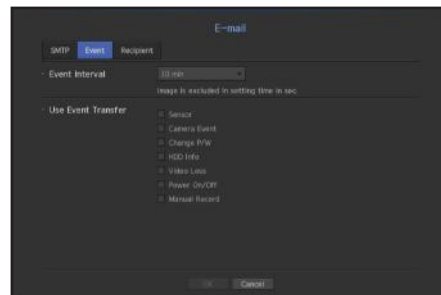 E-mail
SMTP Event Recipient
· Event Interval 10 min
Image is excluded in setting time in sec.
· Use Event Transfer
Sensor
Camera Event
Change P/W
HDD Info
Video Loss
Power On/Off
Manual Record
OK Cancel